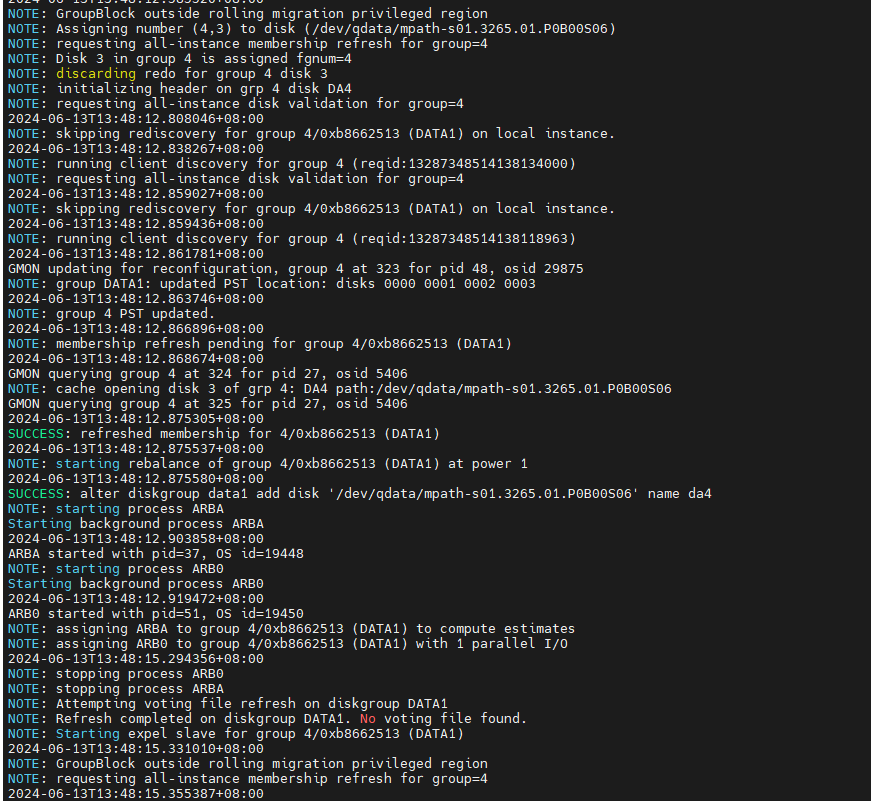 NOTE: GroupBlock outside rolling migration privileged region
NOTE: Assigning number (4,3) to disk (/dev/qdata/mpath-s01.3265.01.P0B00S06)
NOTE: requesting all-instance membership refresh for group=4
NOTE: Disk 3 in group 4 is assigned fgnum=4
NOTE: discarding redo for group 4 disk 3
NOTE: initializing header on grp 4 disk DA4
NOTE: requesting all-instance disk validation for group=4
2024-06-13T13:48:12.808046+08:00
NOTE: skipping rediscovery for group 4/0xb8662513 (DATA1) on local instance.
2024-06-13T13:48:12.838267+08:00
NOTE: running client discovery for group 4 (reqid:13287348514138134000)
NOTE: requesting all-instance disk validation for group=4
2024-06-13T13:48:12.859027+08:00
NOTE: skipping rediscovery for group 4/0xb8662513 (DATA1) on local instance.
2024-06-13T13:48:12.859436+08:00
NOTE: running client discovery for group 4 (reqid:13287348514138118963)
2024-06-13T13:48:12.861781+08:00
GMON updating for reconfiguration, group 4 at 323 for pid 48, osid 29875
NOTE: group DATA1: updated PST location: disks 0000 0001 0002 0003
2024-06-13T13:48:12.863746+08:00
NOTE: group 4 PST updated.
2024-06-13T13:48:12.866896+08:00
NOTE: membership refresh pending for group 4/0xb8662513 (DATA1)
2024-06-13T13:48:12.868674+08:00
GMON querying group 4 at 324 for pid 27, osid 5406
NOTE: cache opening disk 3 of grp 4: DA4 path:/dev/qdata/mpath-s01.3265.01.P0B00S06
GMON querying group 4 at 325 for pid 27, osid 5406
2024-06-13T13:48:12.875305+08:00
SUCCESS: refreshed membership for 4/0xb8662513 (DATA1)
2024-06-13T13:48:12.875537+08:00
NOTE: starting rebalance of group 4/0xb8662513 (DATA1) at power 1
2024-06-13T13:48:12.875580+08:00
SUCCESS: alter diskgroup data1 add disk '/dev/qdata/mpath-s01.3265.01.P0B00S06' name da4
NOTE: starting process ARBA
Starting background process ARBA
2024-06-13T13:48:12.903858+08:00
ARBA started with pid=37, OS id=19448
NOTE: starting process ARB0
Starting background process ARB0
2024-06-13T13:48:12.919472+08:00
ARB0 started with pid=51, OS id=19450
NOTE: assigning ARBA to group 4/0xb8662513 (DATA1) to compute estimates
NOTE: assigning ARB0 to group 4/0xb8662513 (DATA1) with 1 parallel I/O
2024-06-13T13:48:15.294356+08:00
NOTE: stopping process ARB0
NOTE: stopping process ARBA
NOTE: Attempting voting file refresh on diskgroup DATA1
NOTE: Refresh completed on diskgroup DATA1. No voting file found.
NOTE: Starting expel slave for group 4/0xb8662513 (DATA1)
2024-06-13T13:48:15.331010+08:00
NOTE: GroupBlock outside rolling migration privileged region
NOTE: requesting all-instance membership refresh for group=4
2024-06-13T13:48:15.355387+08:00